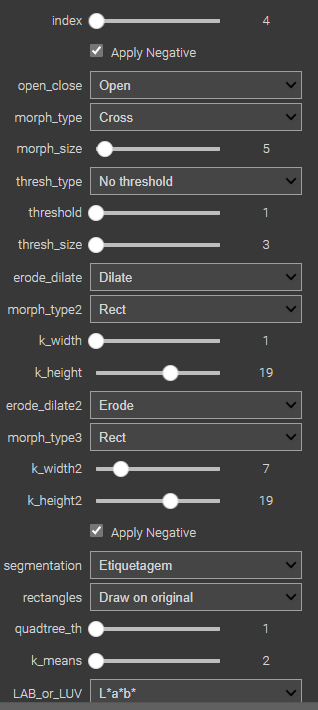 index 4
Apply Negative
open_close Open
morph_type Cross
morph_size 5
thresh_type No threshold
threshold 1
thresh_size 3
erode_dilate Dilate
morph_type2 Rect
k_width 1
k_height 19
erode_dilate2 Erode
morph_type3 Rect
k_width2 7
k_height2 19
Apply Negative
segmentation Etiquetagem
rectangles Draw on original
quadtree_th 1
k_means 2
LAB_or_LUV L*a*b*